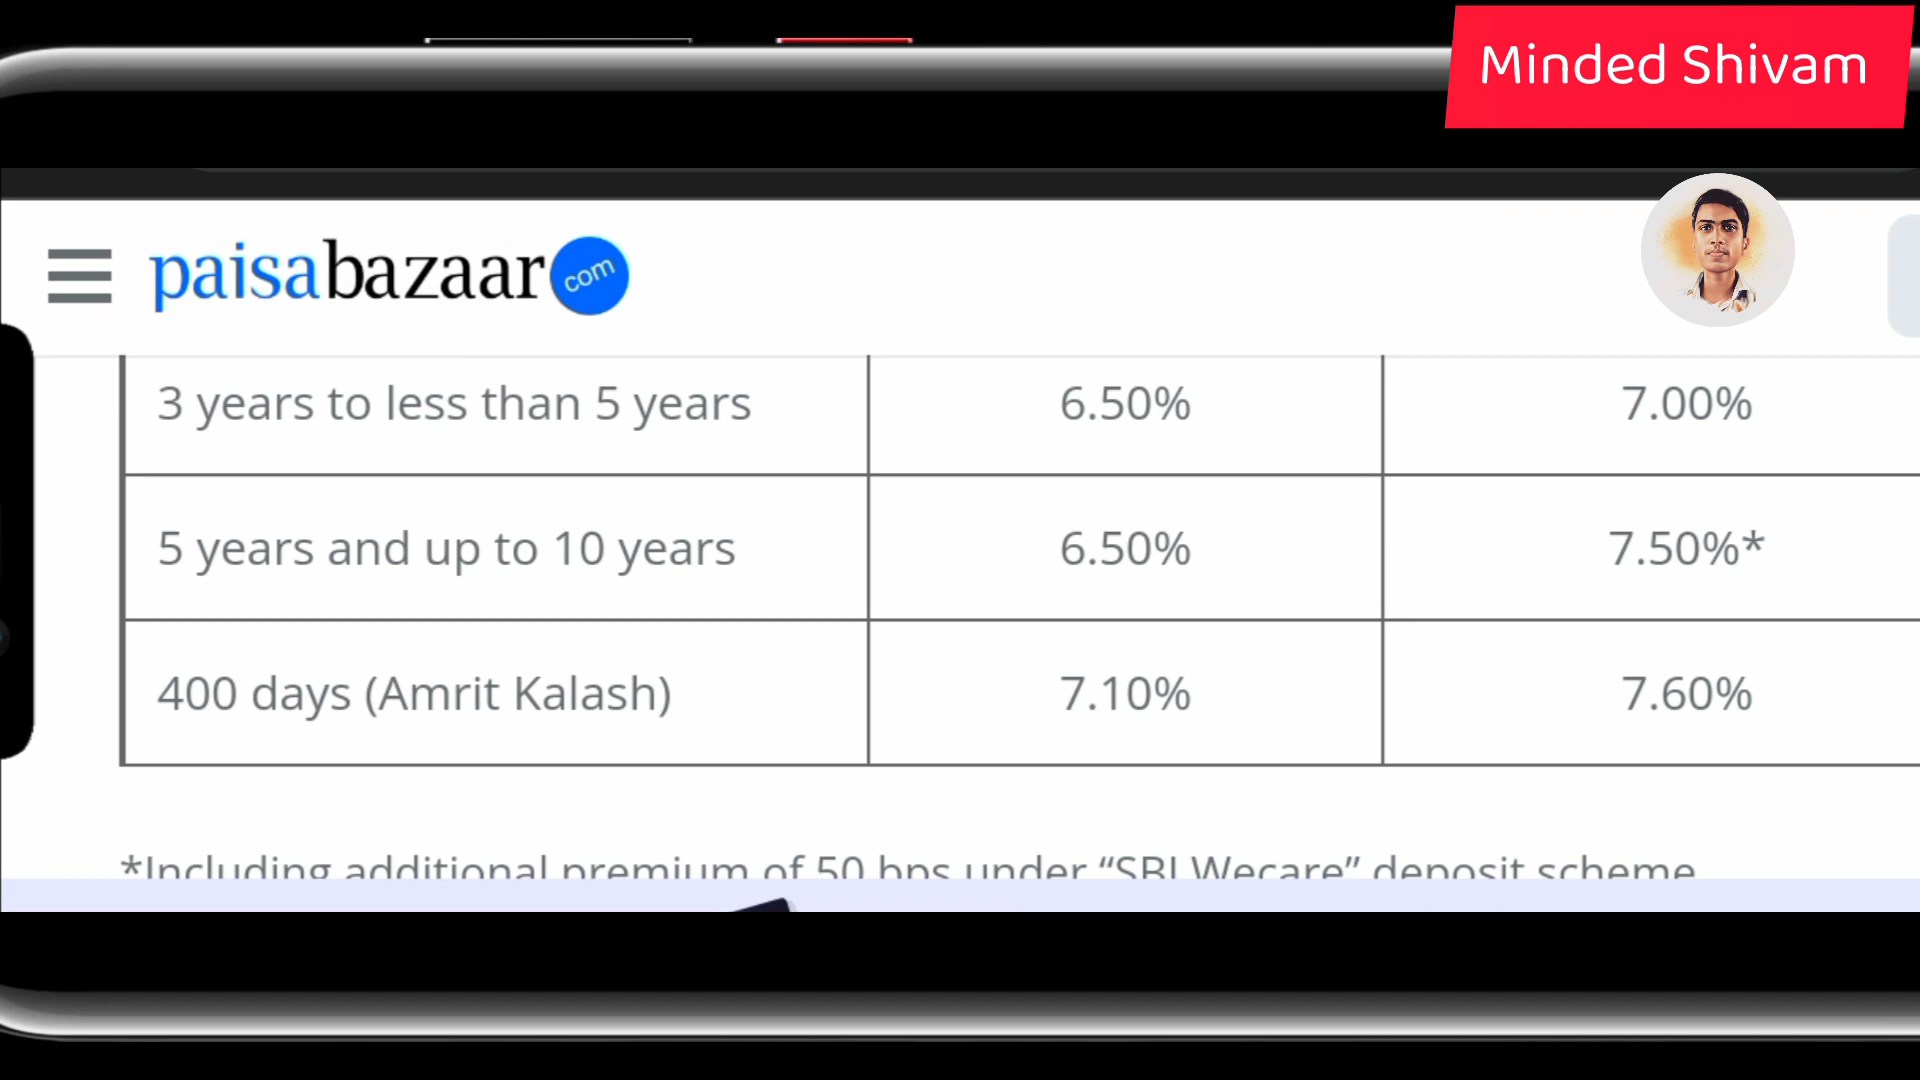 Minded Shivam
paisabazaar com
3 years to less than 5 years 6.50% 7.00%
5 years and up to 10 years 6.50% 7.50%*
400 days (Amrit Kalash) 7.10% 7.60%
*Including additional premium of 50 bps under “SBI Wecare” deposit scheme